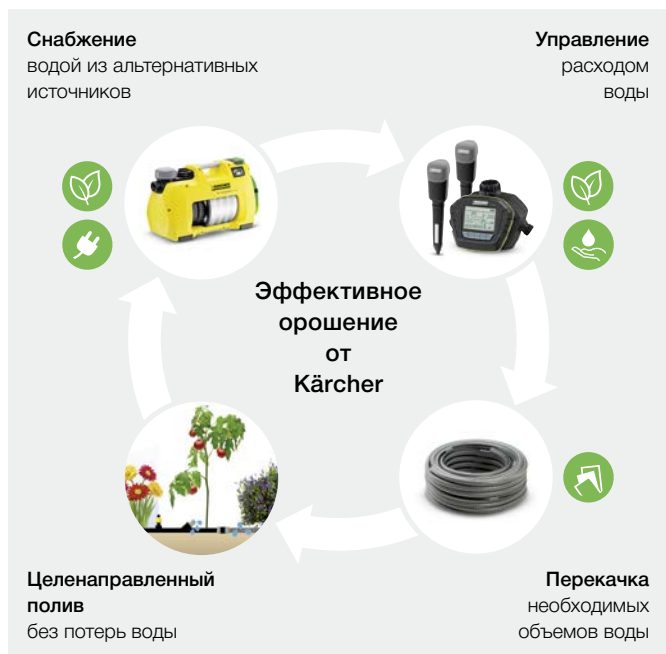 Снабжение
водой из альтернативных
источников
Управление
расходом
воды
Эффективное
орошение
от
Kärcher
Целенаправленный
полив
без потерь воды
Перекачка
необходимых
объемов воды